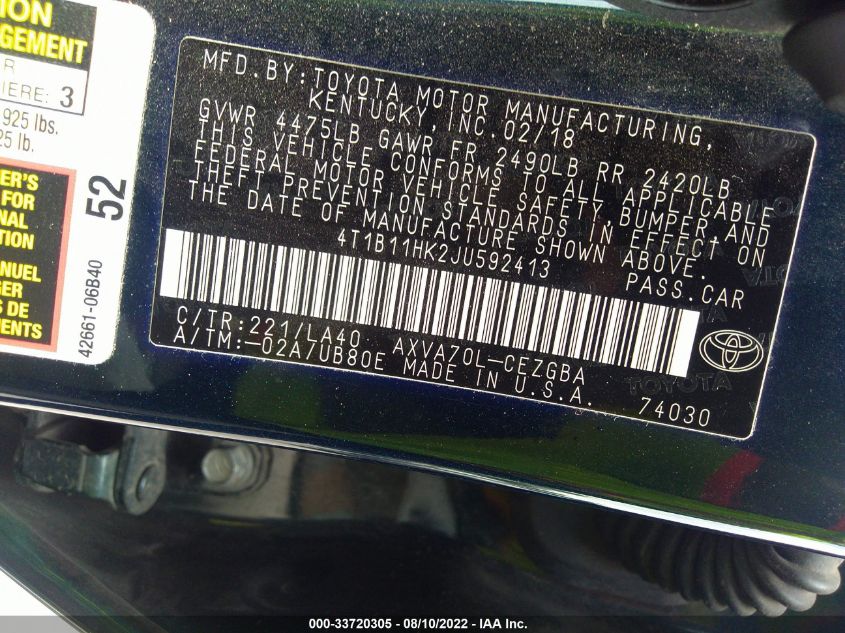 ION
GEMENT
R
IÈRE: 3
925 lbs.
25 lb.
ER'S
FOR
NAL
TION
ANUEL
GER
S DE
MENTS
52
42661-06B40
MFD.BY:TOYOTA MOTOR MANUFACTURING,
KENTUCKY, INC.02/18
GVWR 4475LB GAWR FR 2490LB RR 2420LB
THIS VEHICLE CONFORMS TO ALL APPLICABLE
FEDERAL MOTOR VEHICLE SAFETY,BUMPER AND
THEFT PREVENTION STANDARDS IN EFFECT ON
THE DATE OF MANUFACTURE SHOWN ABOVE.
4T1B11HK2JU592413
PASS.CAR
C/TR:221/LA40 AXVA70L-CEZGBA
A/TM:-02A/UB80E MADE IN U.S.A. 74030
TOYOTA
000-33720305 - 08/10/2022 - IAA Inc.